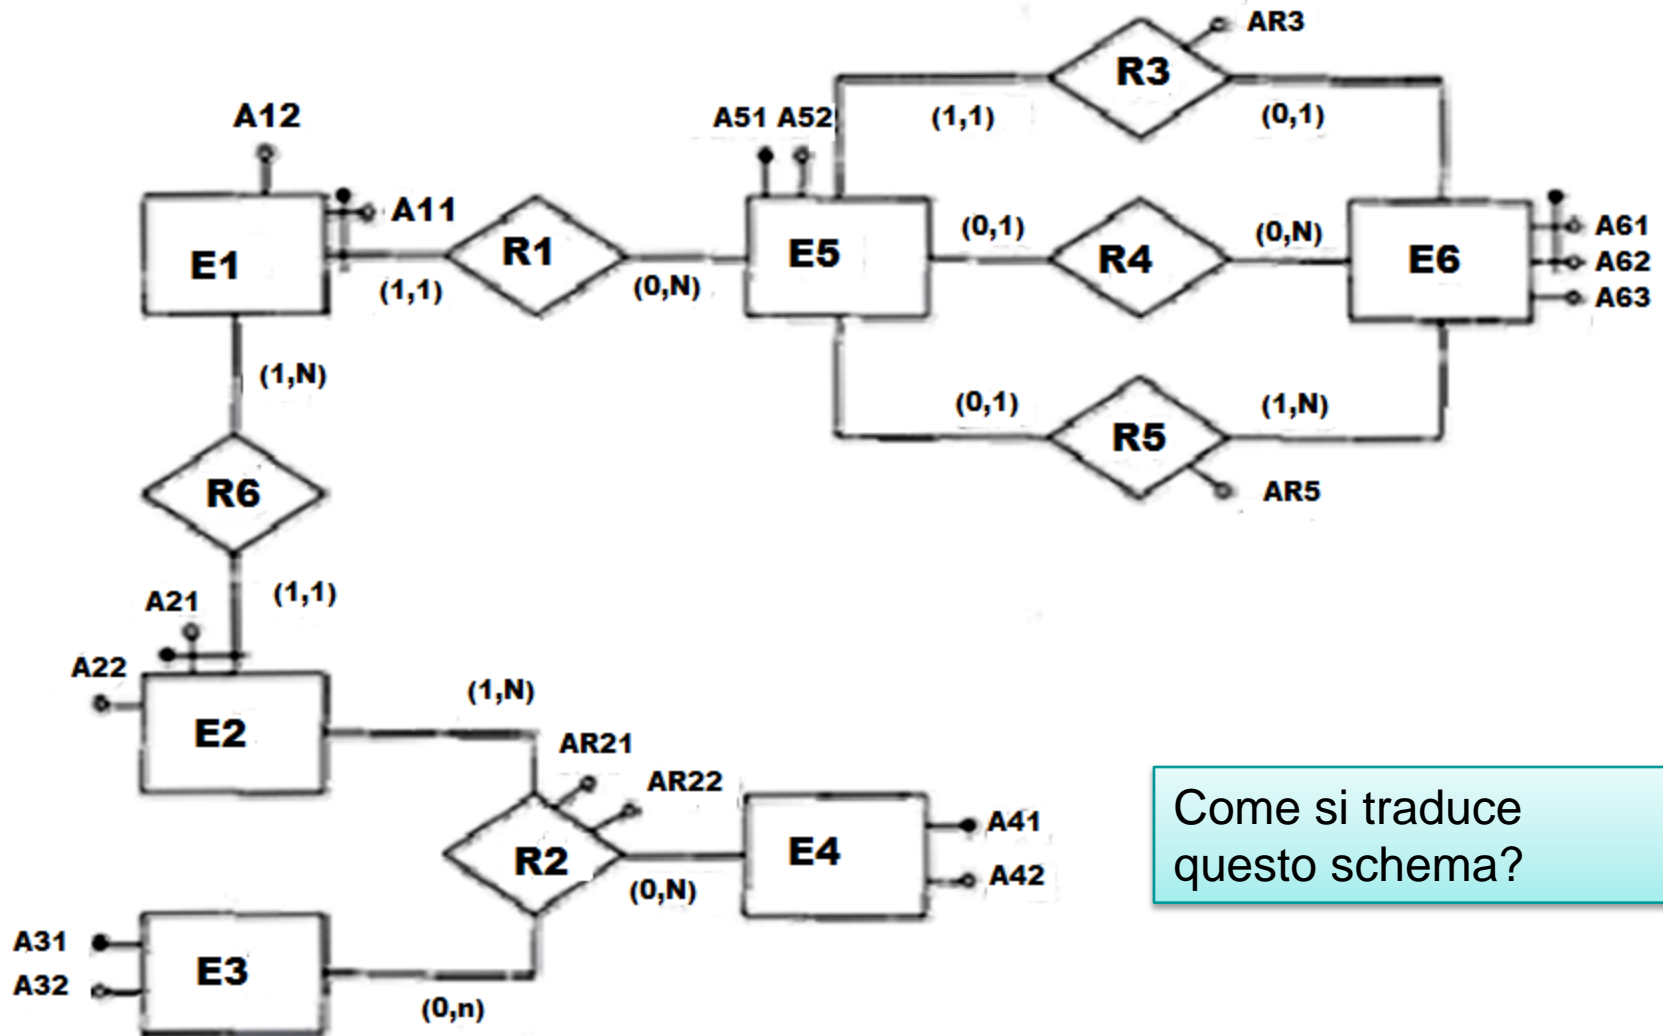 AR3
R3
(1,1)
(0,1)
A12
A51 A52
A11
E1
R1
(1,1)
(0,N)
E5
(0,1)
R4
(0,N)
E6
A61
A62
A63
(1,N)
(0,1)
R5
(1,N)
AR5
R6
(1,1)
A21
A22
E2
(1,N)
AR21
AR22
R2
(0,N)
E4
A41
A42
A31
A32
E3
(0,n)
Come si traduce
questo schema?